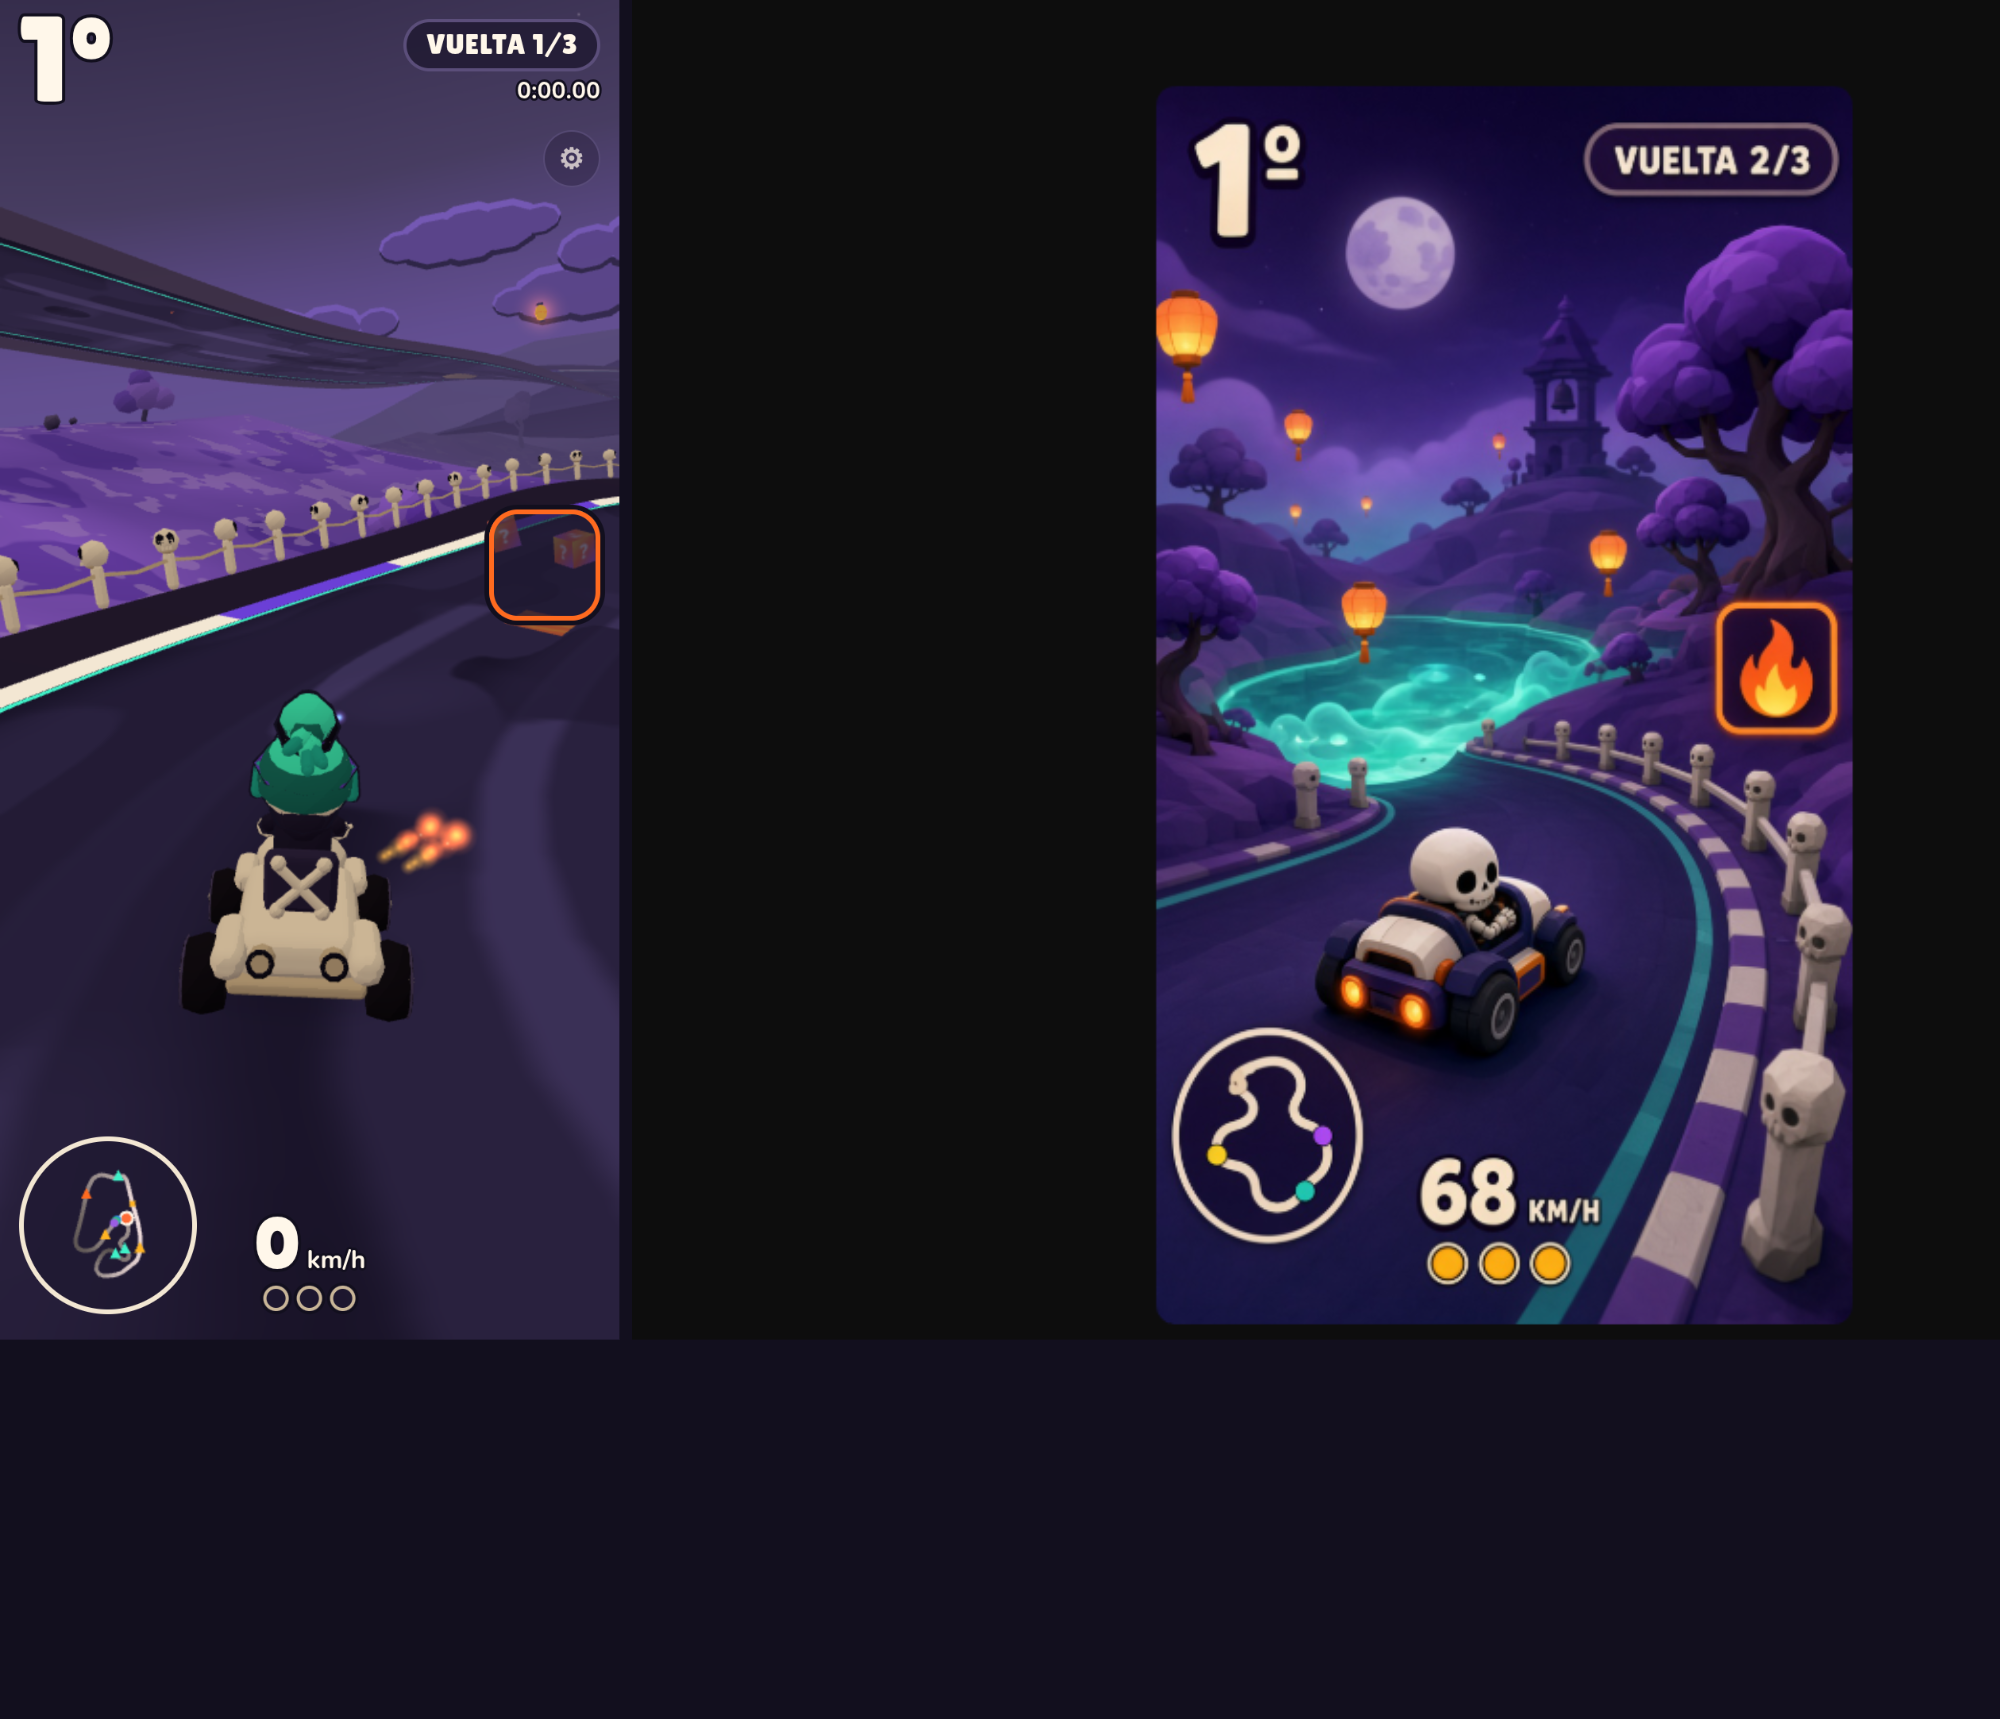 1º
VUELTA 1/3
0:00.00
? ? ?
0 km/h
1º
VUELTA 2/3
68 KM/H